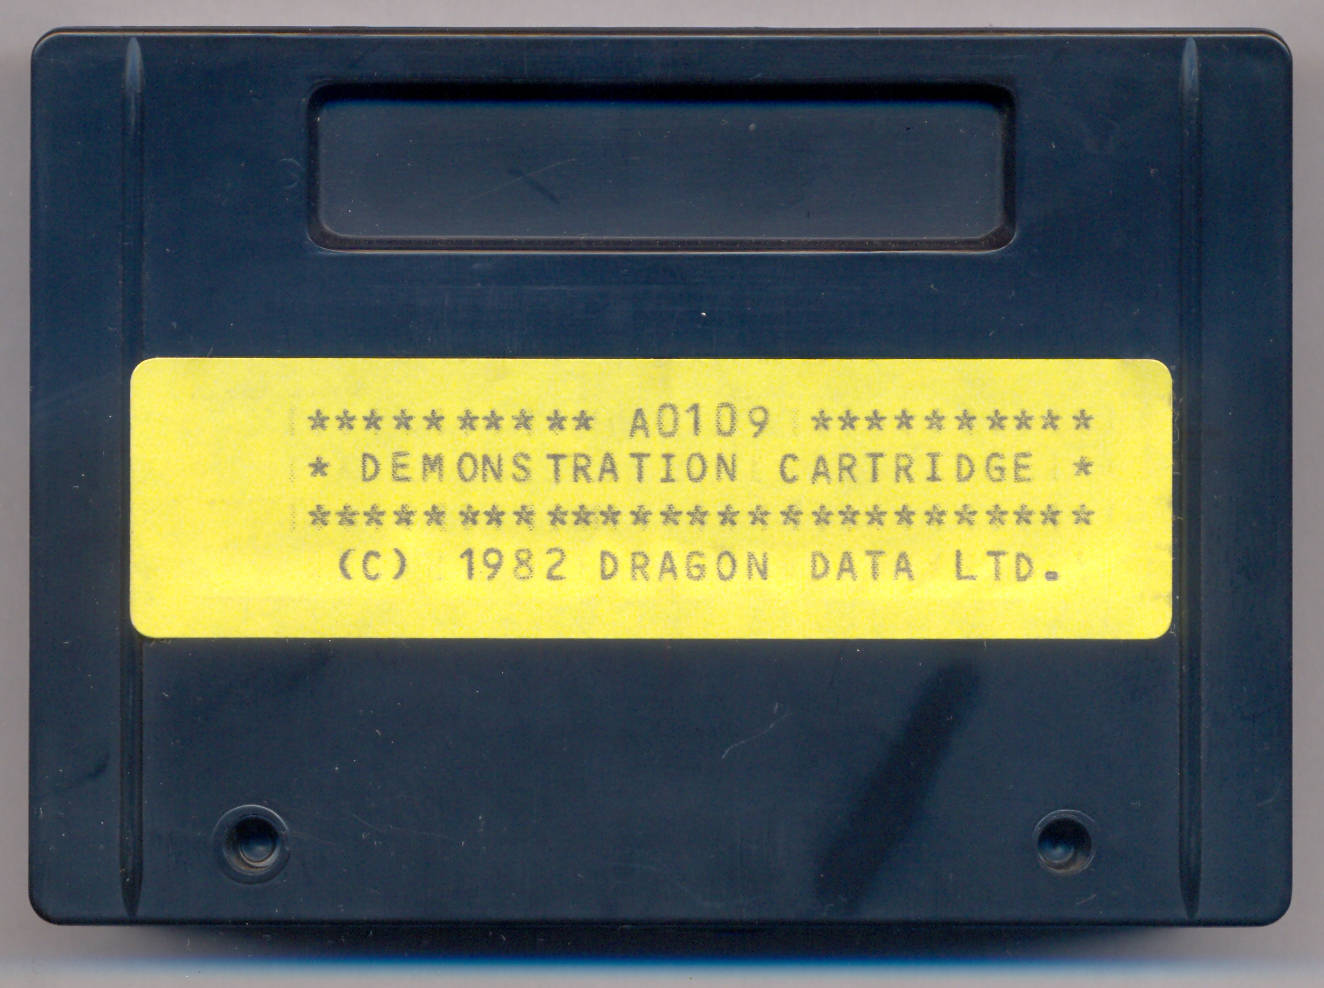 ********** A0109 **********
* DEMONSTRATION CARTRIDGE *
***************************
(C) 1982 DRAGON DATA LTD.